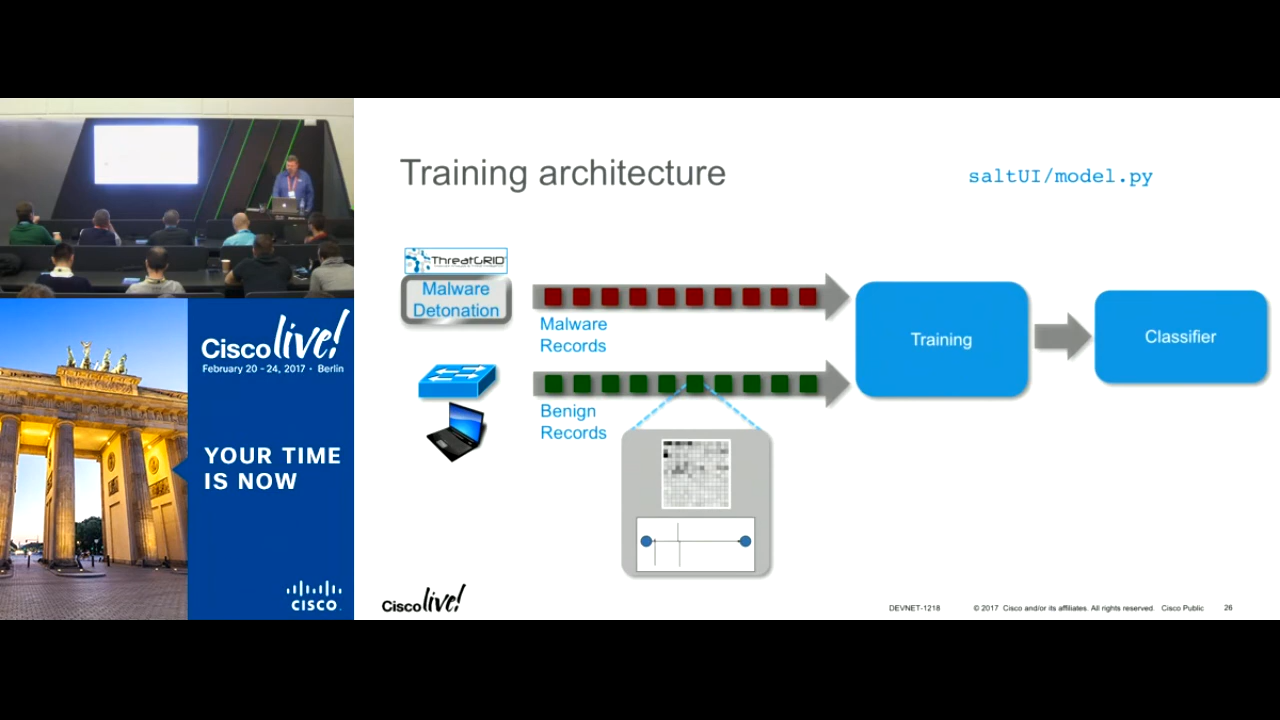 Cisco live!
February 20 - 24, 2017 • Berlin
YOUR TIME
IS NOW
CISCO
Training architecture
saltUI/model.py
ThreatGRID
Malware
Detonation
Malware
Records
Benign
Records
Training
Classifier
Cisco live!
DEVNET-1218
© 2017 Cisco and/or its affiliates. All rights reserved. Cisco Public
26